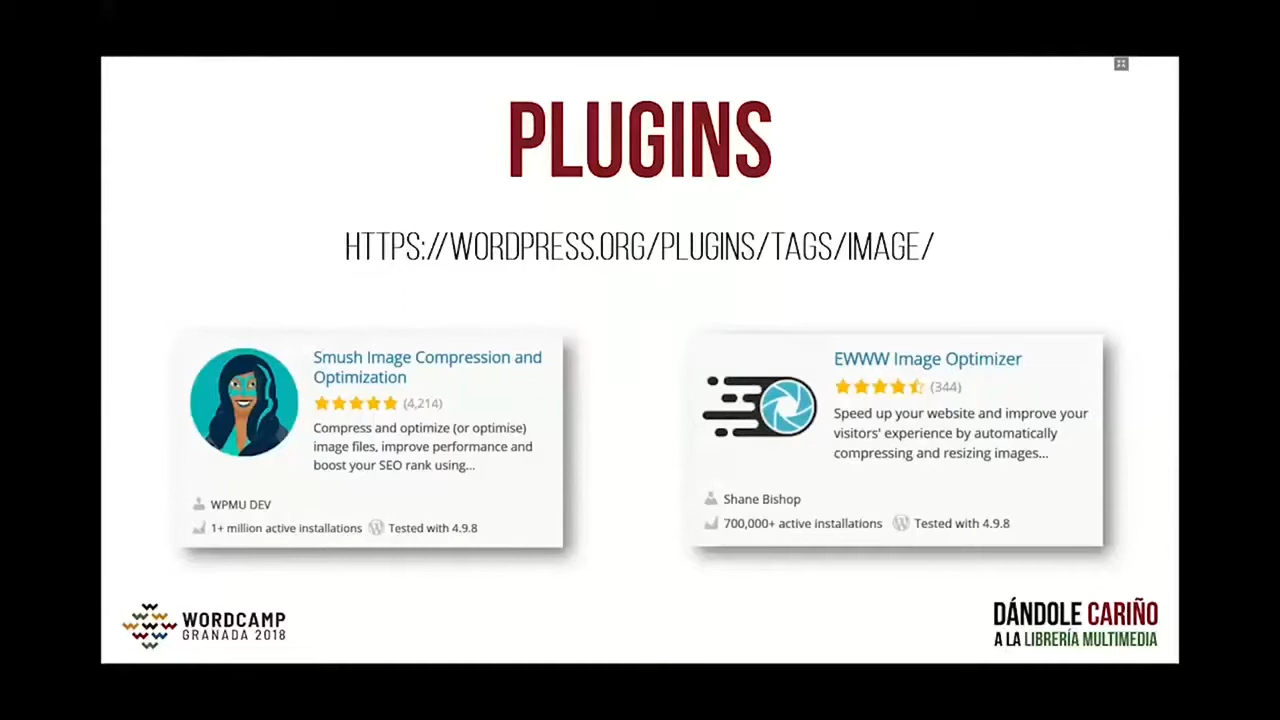 PLUGINS
HTTPS://WORDPRESS.ORG/PLUGINS/TAGS/IMAGE/
Smush Image Compression and
Optimization
(4,214)
Compress and optimize (or optimise)
image files, improve performance and
boost your SEO rank using...
WPMU DEV
1+ million active installations
Tested with 4.9.8
EWWW Image Optimizer
(344)
Speed up your website and improve your
visitors' experience by automatically
compressing and resizing images...
Shane Bishop
700,000+ active installations
Tested with 4.9.8
WORDCAMP
GRANADA 2018
DÁNDOLE CARIÑO
A LA LIBRERÍA MULTIMEDIA